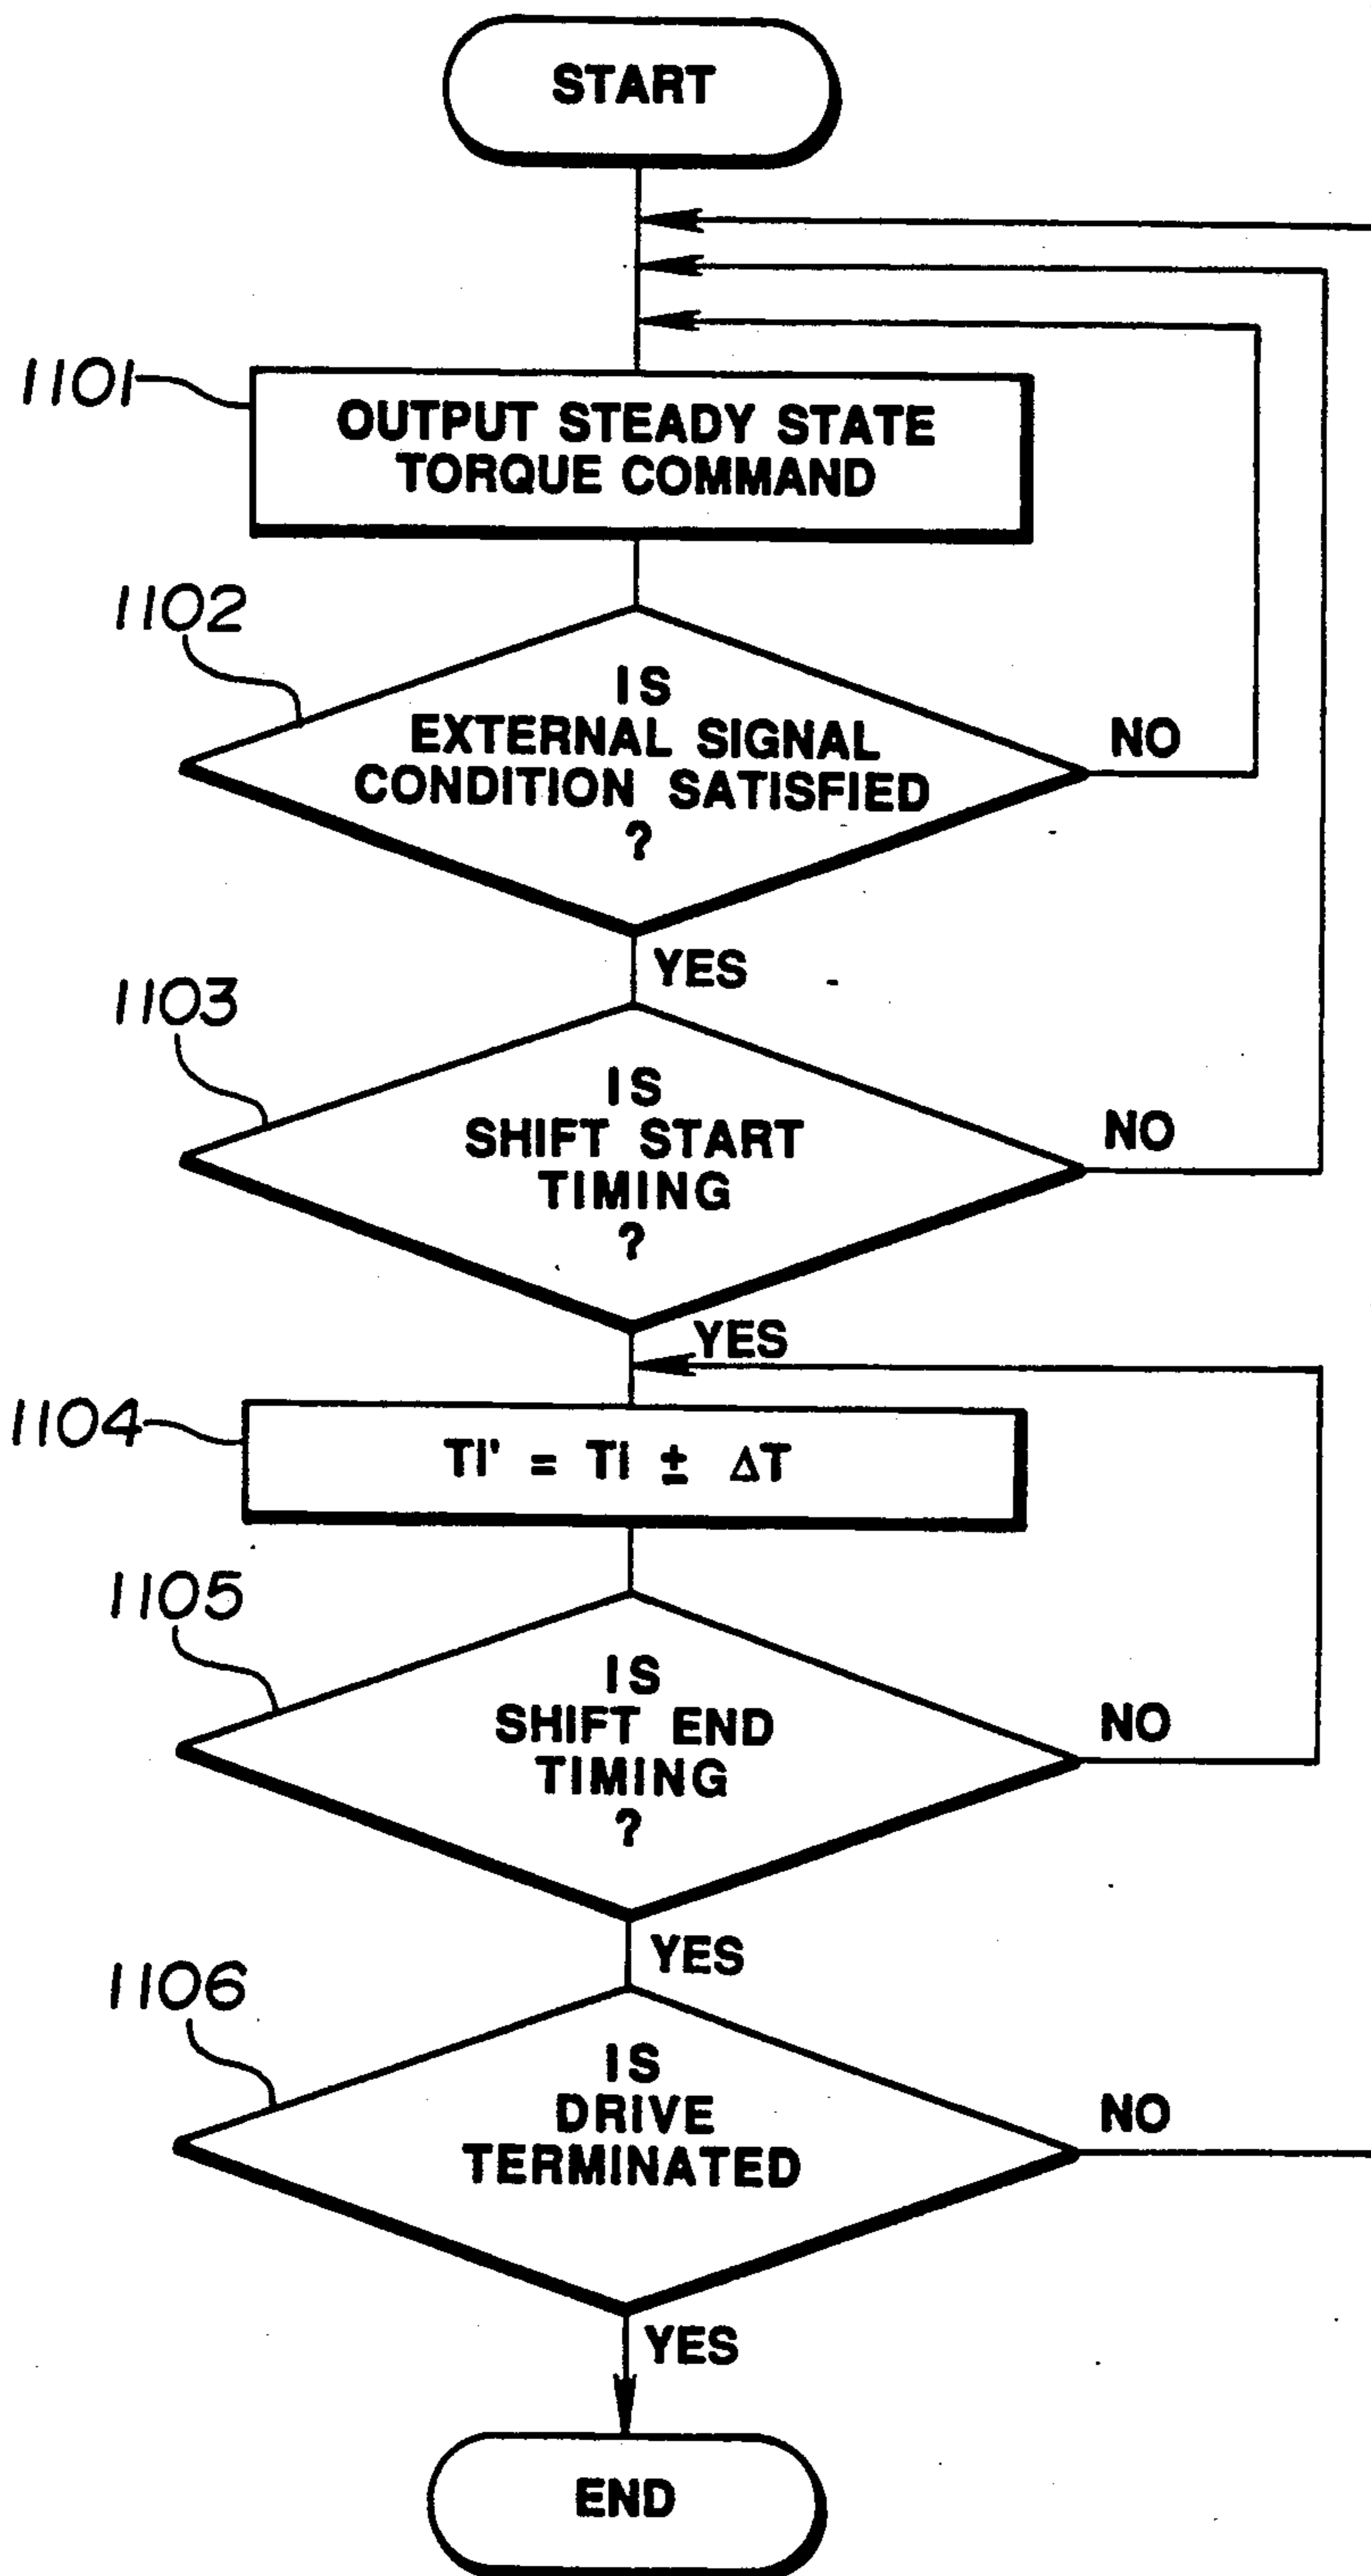 START
1101
OUTPUT STEADY STATE
TORQUE COMMAND
1102
IS
EXTERNAL SIGNAL
CONDITION SATISFIED
?
NO
YES
1103
IS
SHIFT START
TIMING
?
NO
YES
1104
TI' = TI ± ΔT
1105
IS
SHIFT END
TIMING
?
NO
YES
1106
IS
DRIVE
TERMINATED
NO
YES
END